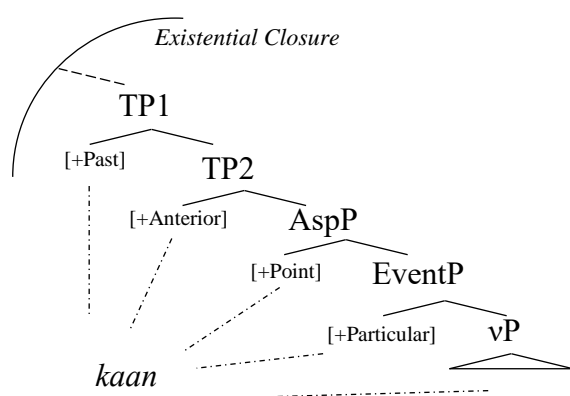 Existential Closure
TP1
[+Past]
TP2
[+Anterior]
AspP
[+Point]
EventP
[+Particular]
νP
kaan